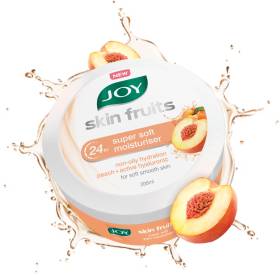 NEW
JOY
skin fruits
24hr
super soft
moisturiser
non-oily hydration
peach + active hyaluronic
for soft smooth skin
200ml
JOY
skin fruits